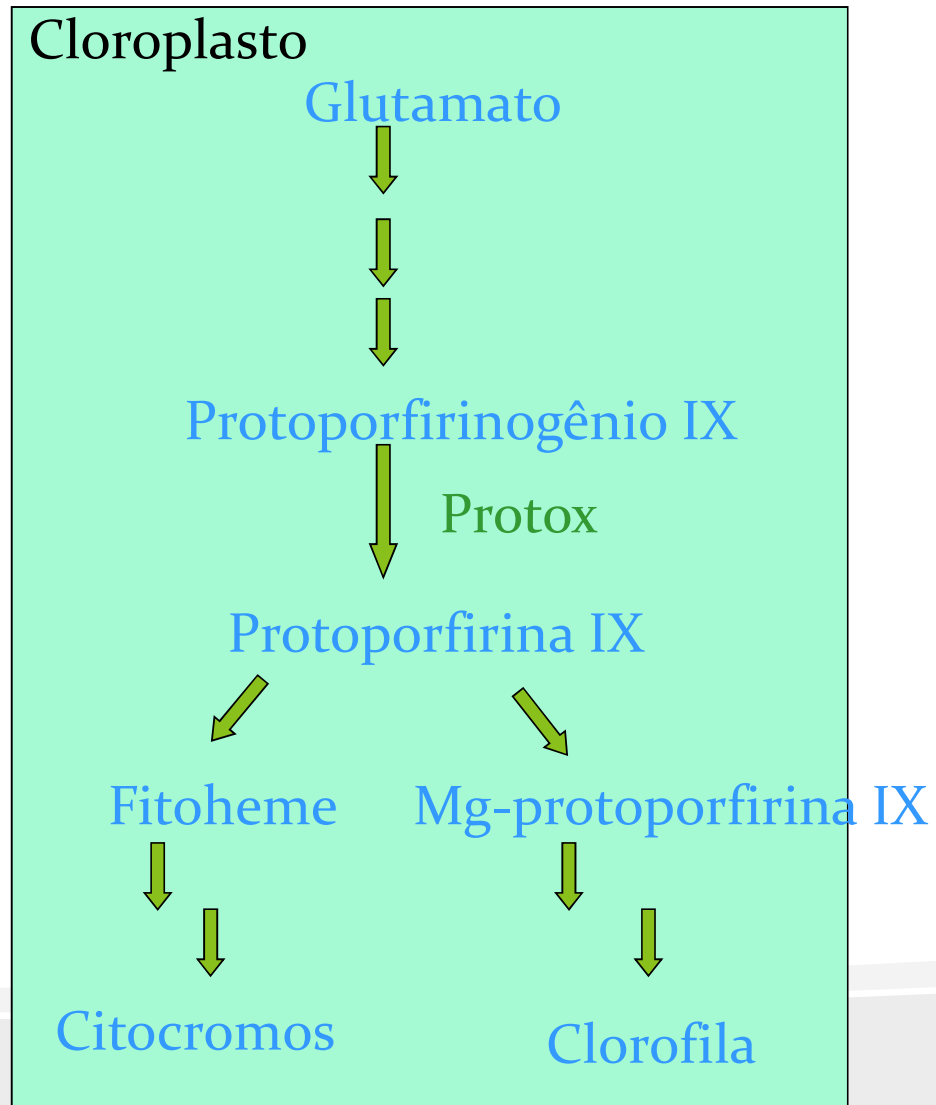 Cloroplasto
Glutamato
Protoporfirinogênio IX
Protox
Protoporfirina IX
Fitoheme
Mg-protoporfirina IX
Citocromos
Clorofila